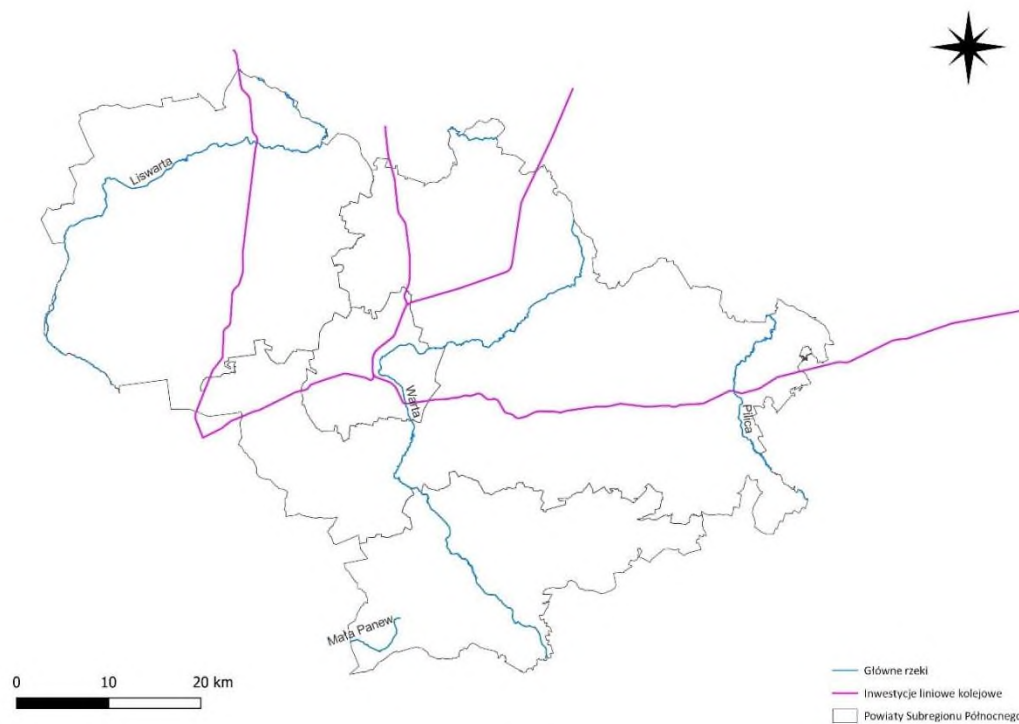 Liswarta
Warta
Pilica
Mała Panew
0 10 20 km
Główne rzeki
Inwestycje liniowe kolejowe
Powiaty Subregionu Północnego